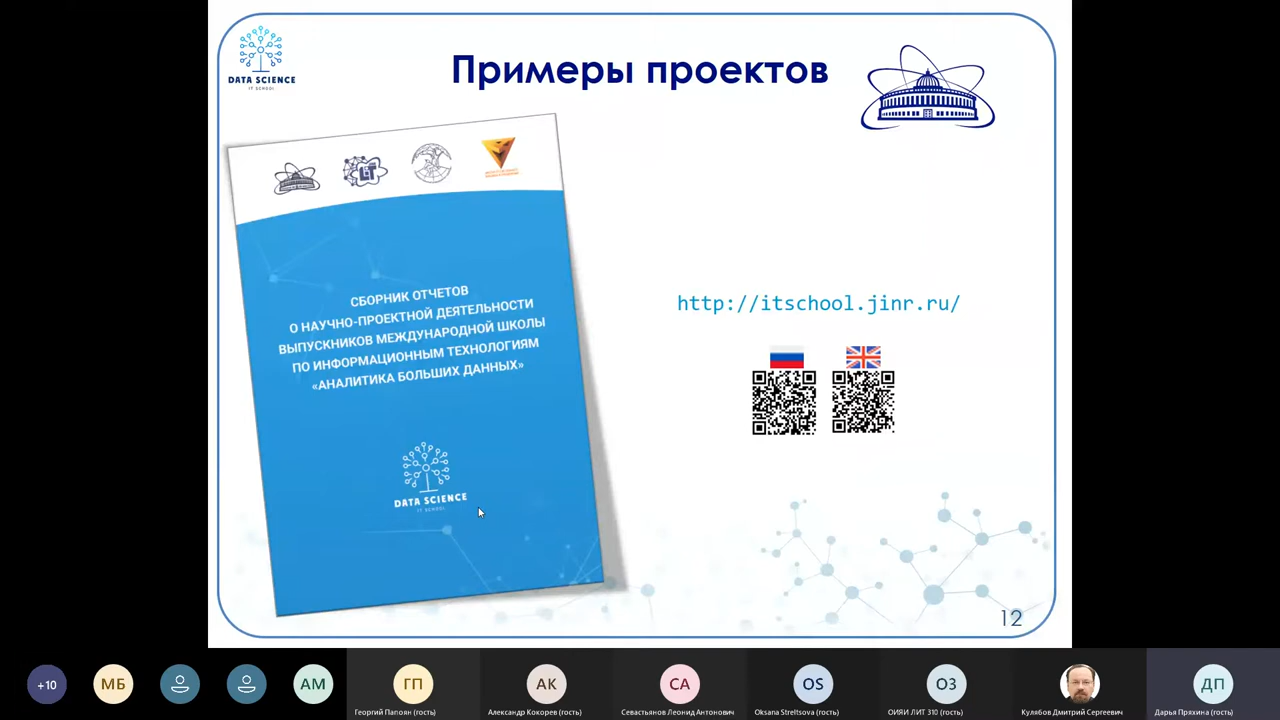 DATA SCIENCE
IT SCHOOL
Примеры проектов
СБОРНИК ОТЧЕТОВ
О НАУЧНО-ПРОЕКТНОЙ ДЕЯТЕЛЬНОСТИ
ВЫПУСКНИКОВ МЕЖДУНАРОДНОЙ ШКОЛЫ
ПО ИНФОРМАЦИОННЫМ ТЕХНОЛОГИЯМ
«АНАЛИТИКА БОЛЬШИХ ДАННЫХ»
DATA SCIENCE
IT SCHOOL
http://itschool.jinr.ru/
12
+10
МБ
АМ
ГП
АК
СА
OS
ОЗ
ДП
Георгий Папоян (гость)
Александр Кокорев (гость)
Севастьянов Леонид Антонович
Oksana Streltsova (гость)
ОИЯИ ЛИТ 310 (гость)
Кулябов Дмитрий Сергеевич
Дарья Пряхина (гость)